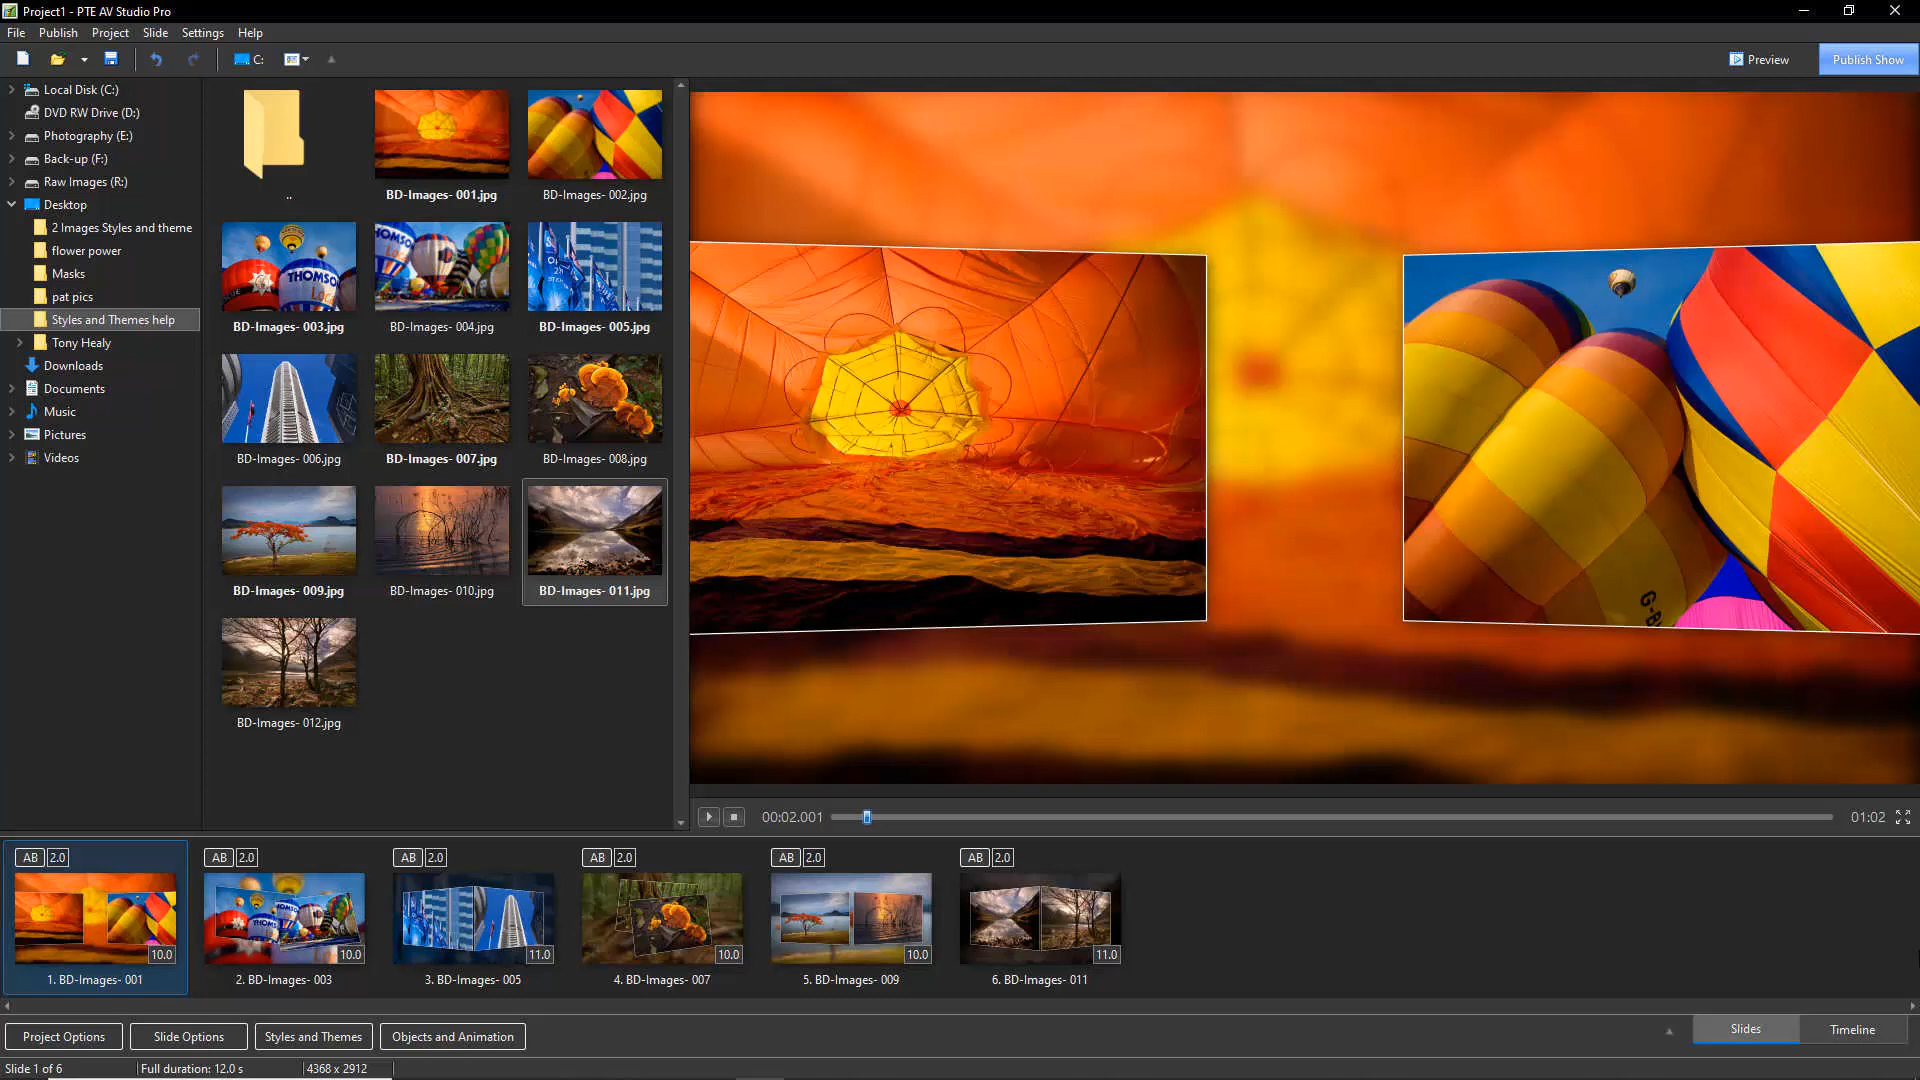 Project1 - PTE AV Studio Pro
File Publish Project Slide Settings Help
C: Preview Publish Show
Local Disk (C:)
DVD RW Drive (D:)
Photography (E:)
Back-up (F:)
Raw Images (R:)
Desktop
2 Images Styles and theme
flower power
Masks
pat pics
Styles and Themes help
Tony Healy
Downloads
Documents
Music
Pictures
Videos
..
BD-Images- 001.jpg
BD-Images- 002.jpg
THOMSON
THOMSON
BD-Images- 003.jpg
BD-Images- 004.jpg
BD-Images- 005.jpg
BD-Images- 006.jpg
BD-Images- 007.jpg
BD-Images- 008.jpg
BD-Images- 009.jpg
BD-Images- 010.jpg
BD-Images- 011.jpg
BD-Images- 012.jpg
00:02.001 01:02
AB 2.0 AB 2.0 AB 2.0 AB 2.0 AB 2.0 AB 2.0
10.0 10.0 11.0 10.0 10.0 11.0
1. BD-Images- 001 2. BD-Images- 003 3. BD-Images- 005 4. BD-Images- 007 5. BD-Images- 009 6. BD-Images- 011
Project Options Slide Options Styles and Themes Objects and Animation Slides Timeline
Slide 1 of 6 Full duration: 12.0 s 4368 x 2912